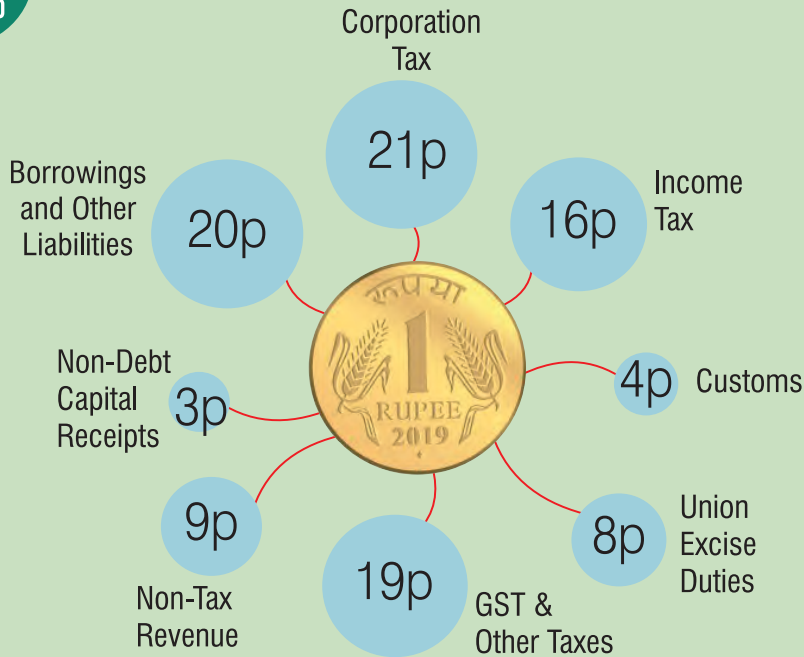 Corporation
Tax
21p
Borrowings
and Other
Liabilities
20p
Income
Tax
16p
रुपया
1
RUPEE
2019
Non-Debt
Capital
Receipts
3p
4p
Customs
9p
Non-Tax
Revenue
19p
GST &
Other Taxes
8p
Union
Excise
Duties